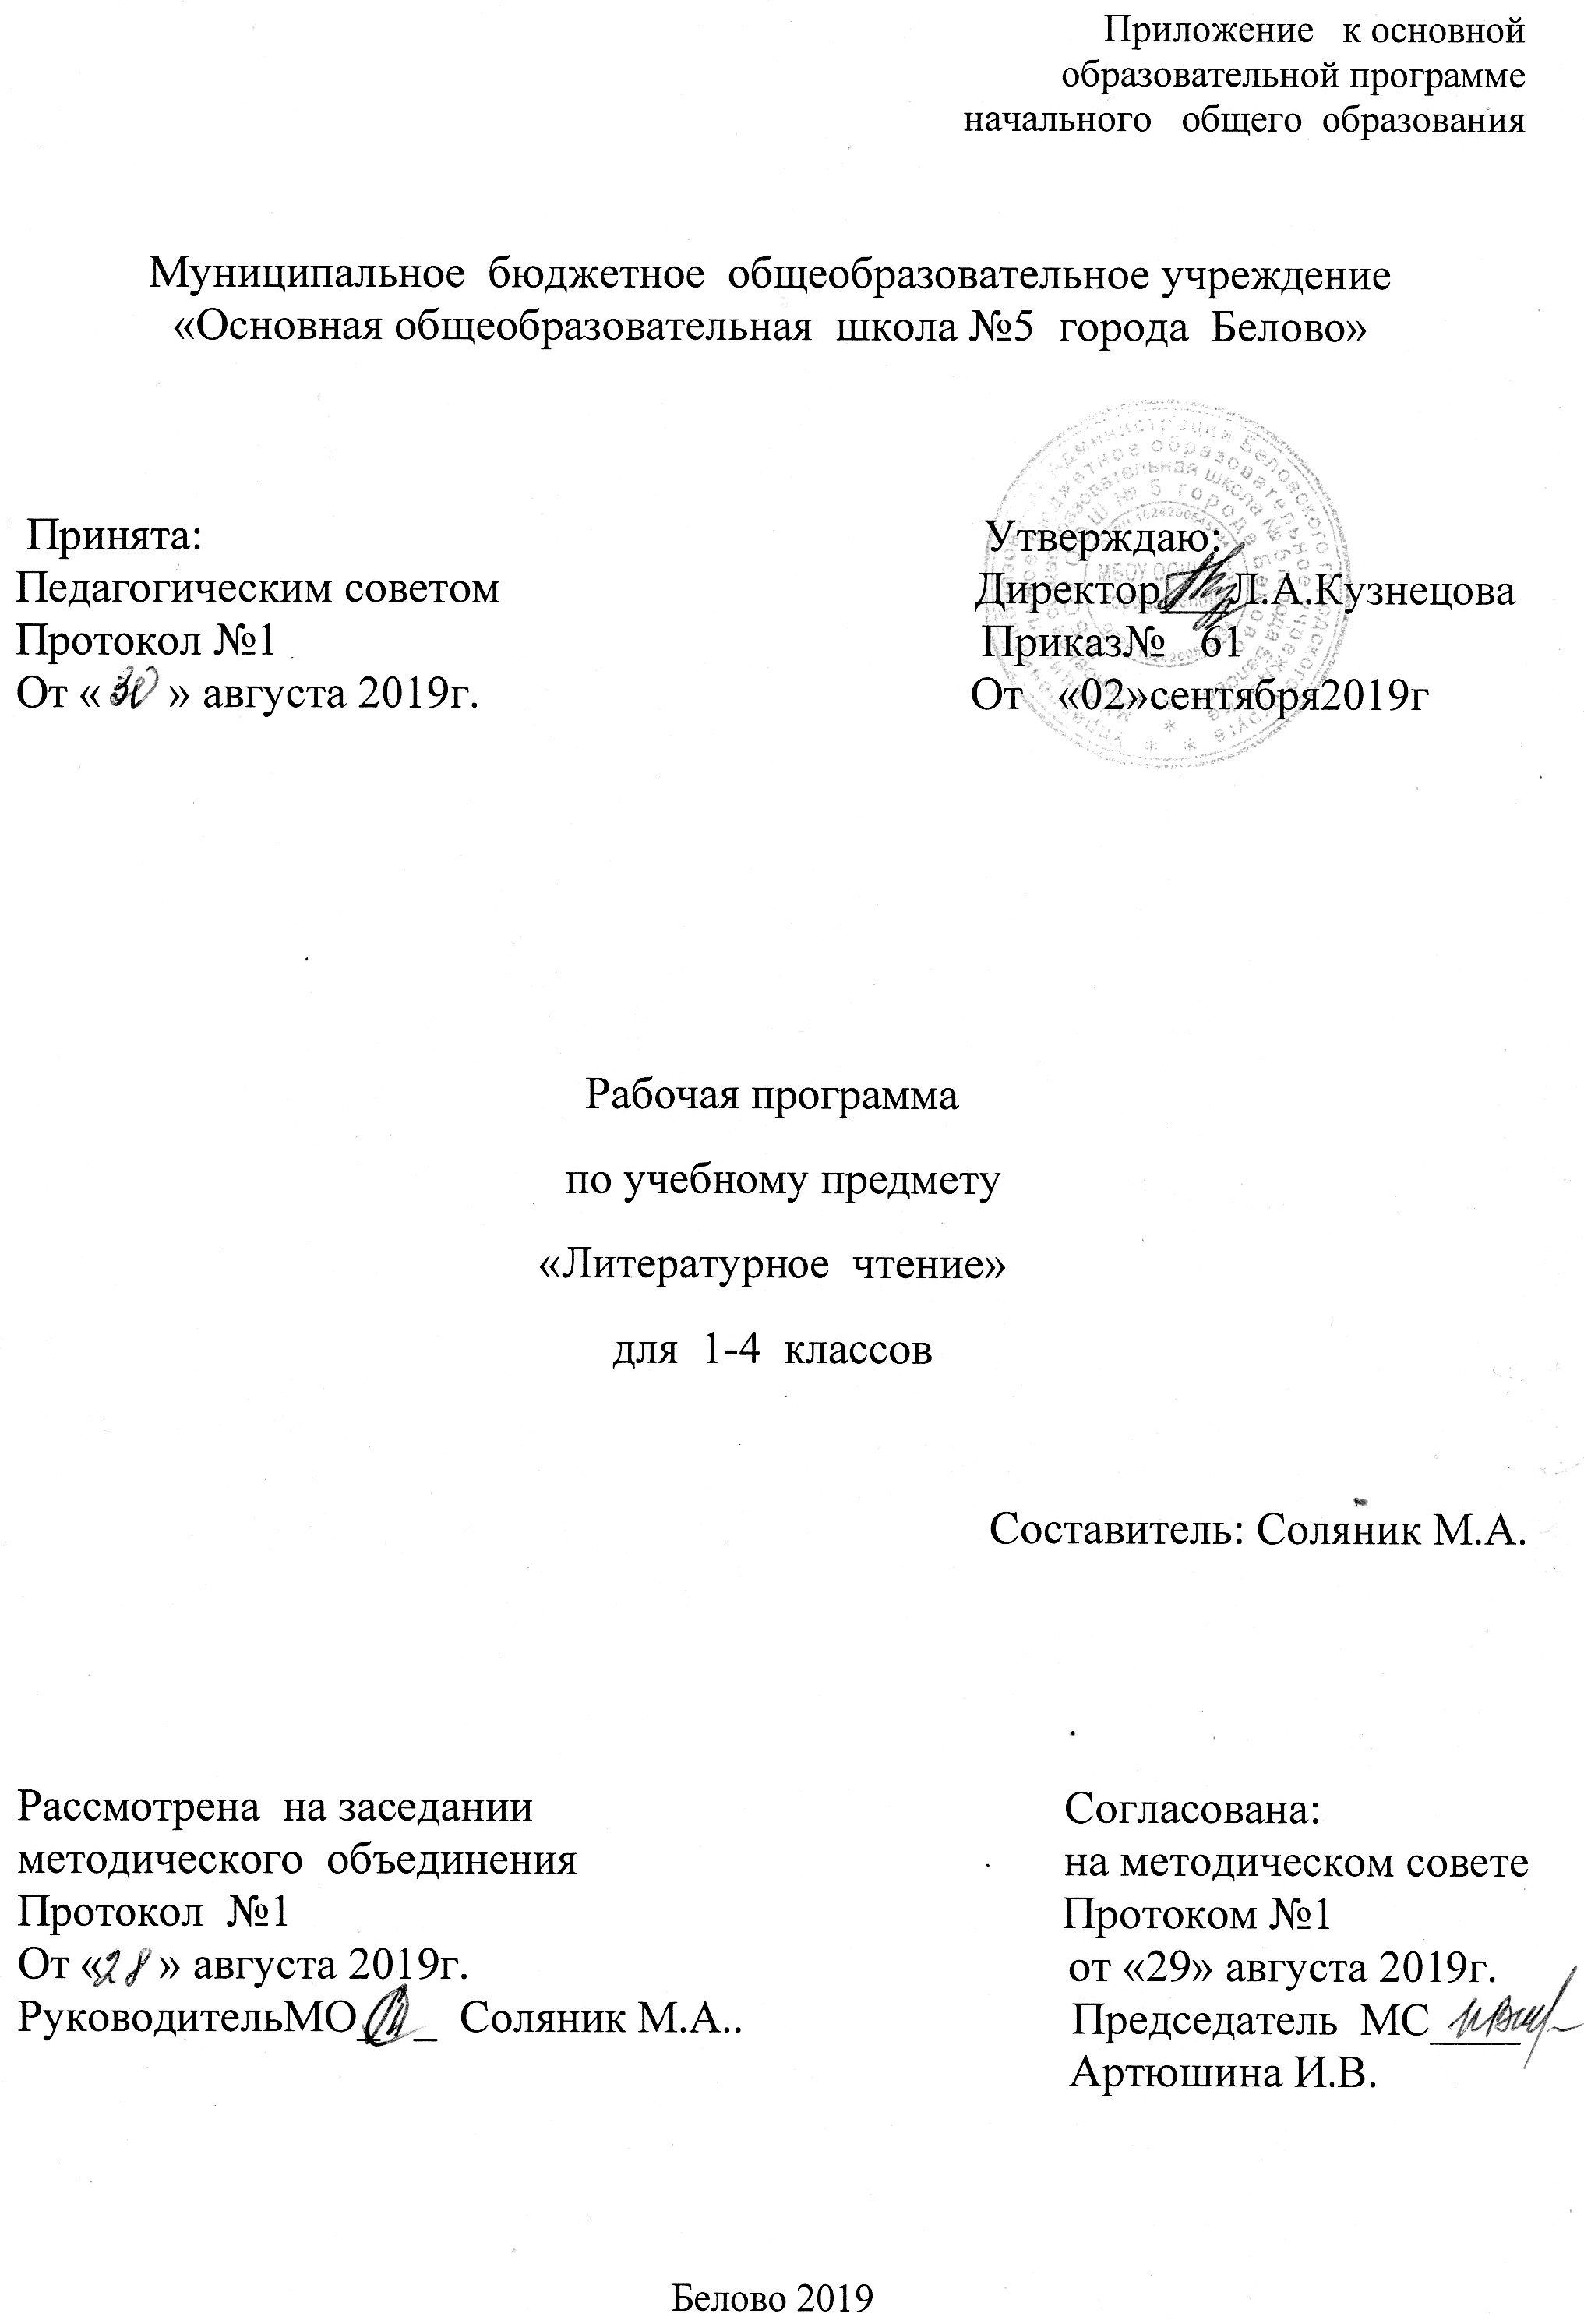 Приложение к основной
образовательной программе
начального общего образования
Муниципальное бюджетное общеобразовательное учреждение
«Основная общеобразовательная школа №5 города Белово»
Принята:
Педагогическим советом
Протокол №1
От «30» августа 2019г.
Утверждаю:
Директор___Л.А.Кузнецова
Приказ№ 61
От «02»сентября2019г
Рабочая программа
по учебному предмету
«Литературное чтение»
для 1-4 классов
Составитель: Соляник М.А.
Рассмотрена на заседании
методического объединения
Протокол №1
От «28» августа 2019г.
РуководительМО____ Соляник М.А..
Согласована:
на методическом совете
Протоком №1
от «29» августа 2019г.
Председатель МС____
Артюшина И.В.
Белово 2019